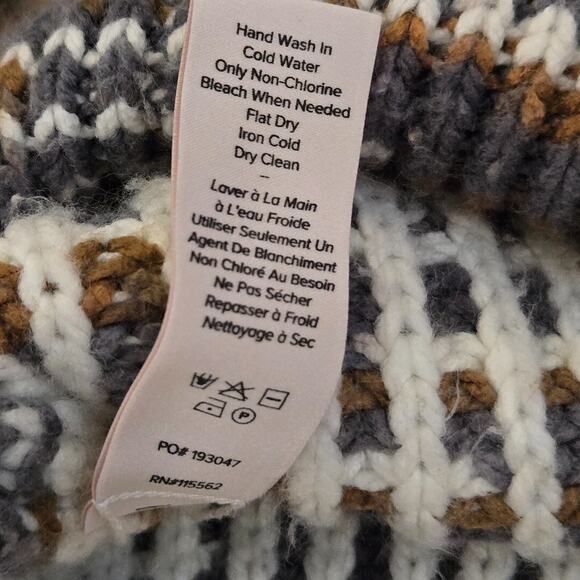 Hand Wash In
Cold Water
Only Non-Chlorine
Bleach When Needed
Flat Dry
Iron Cold
Dry Clean
–
Laver à La Main
à L'eau Froide
Utiliser Seulement Un
Agent De Blanchiment
Non Chloré Au Besoin
Ne Pas Sécher
Repasser à Froid
Nettoyage à Sec
P
PO# 193047
RN#115562